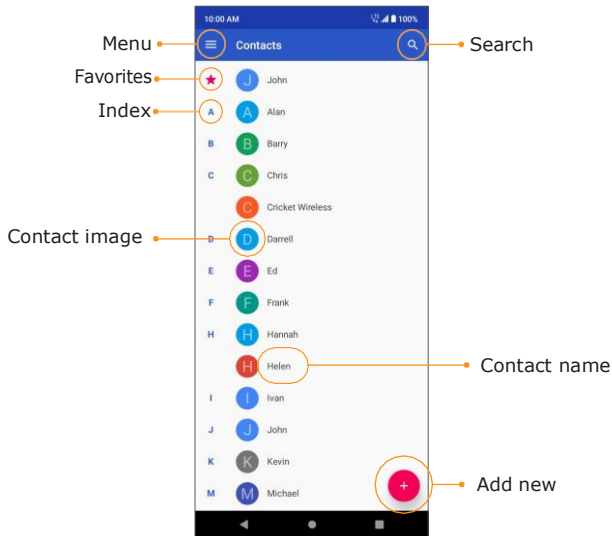 10:00 AM 100%
Menu Contacts Search
Favorites J John
Index A A Alan
B B Barry
C C Chris
C Cricket Wireless
Contact image D D Darrell
E E Ed
F F Frank
H H Hannah
H Helen Contact name
I I Ivan
J J John
K K Kevin
Add new
M M Michael